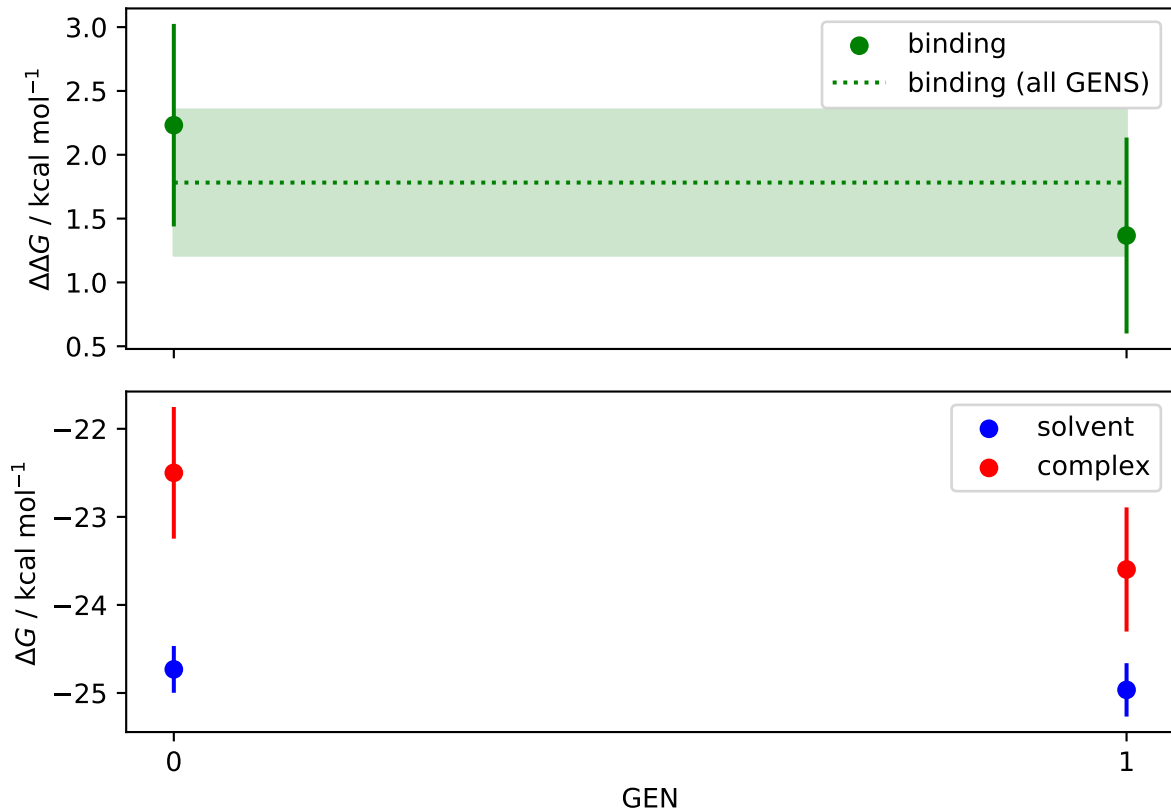 3.0
2.5
2.0
1.5
1.0
0.5
ΔΔG / kcal mol⁻¹
binding
binding (all GENS)
−22
−23
−24
−25
ΔG / kcal mol⁻¹
solvent
complex
0
1
GEN